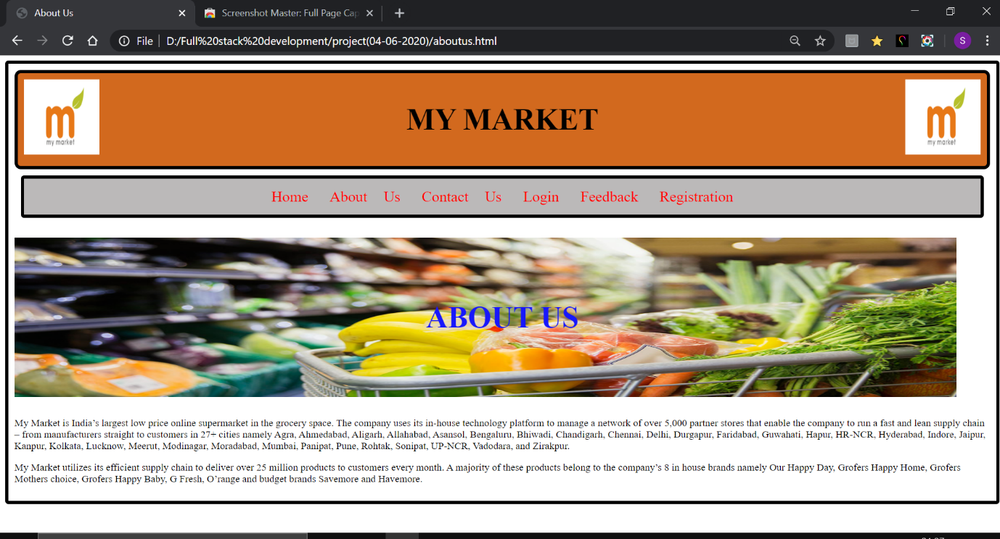 About Us
Screenshot Master: Full Page Cap
File D:/Full%20stack%20development/project(04-06-2020)/aboutus.html
S
m
my market
MY MARKET
m
my market
Home About Us Contact Us Login Feedback Registration
ABOUT US
My Market is India’s largest low price online supermarket in the grocery space. The company uses its in-house technology platform to manage a network of over 5,000 partner stores that enable the company to run a fast and lean supply chain
– from manufacturers straight to customers in 27+ cities namely Agra, Ahmedabad, Aligarh, Allahabad, Asansol, Bengaluru, Bhiwadi, Chandigarh, Chennai, Delhi, Durgapur, Faridabad, Guwahati, Hapur, HR-NCR, Hyderabad, Indore, Jaipur,
Kanpur, Kolkata, Lucknow, Meerut, Modinagar, Moradabad, Mumbai, Panipat, Pune, Rohtak, Sonipat, UP-NCR, Vadodara, and Zirakpur.
My Market utilizes its efficient supply chain to deliver over 25 million products to customers every month. A majority of these products belong to the company’s 8 in house brands namely Our Happy Day, Grofers Happy Home, Grofers
Mothers choice, Grofers Happy Baby, G Fresh, O’range and budget brands Savemore and Havemore.